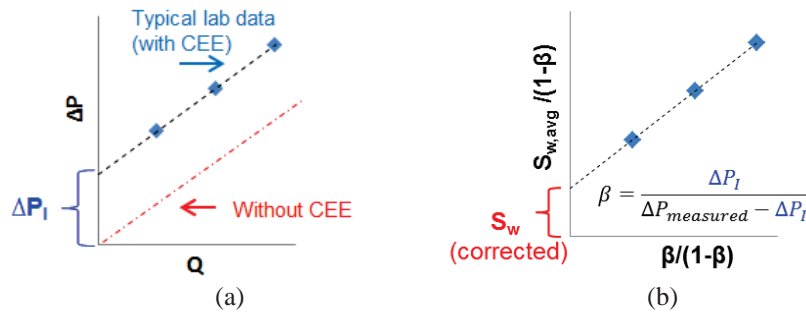 Typical lab data
(with CEE)
ΔP
ΔP_I
Without CEE
Q
(a)
S_w,avg /(1-β)
β = ΔP_I / (ΔP_measured − ΔP_I)
S_w
(corrected)
β/(1-β)
(b)